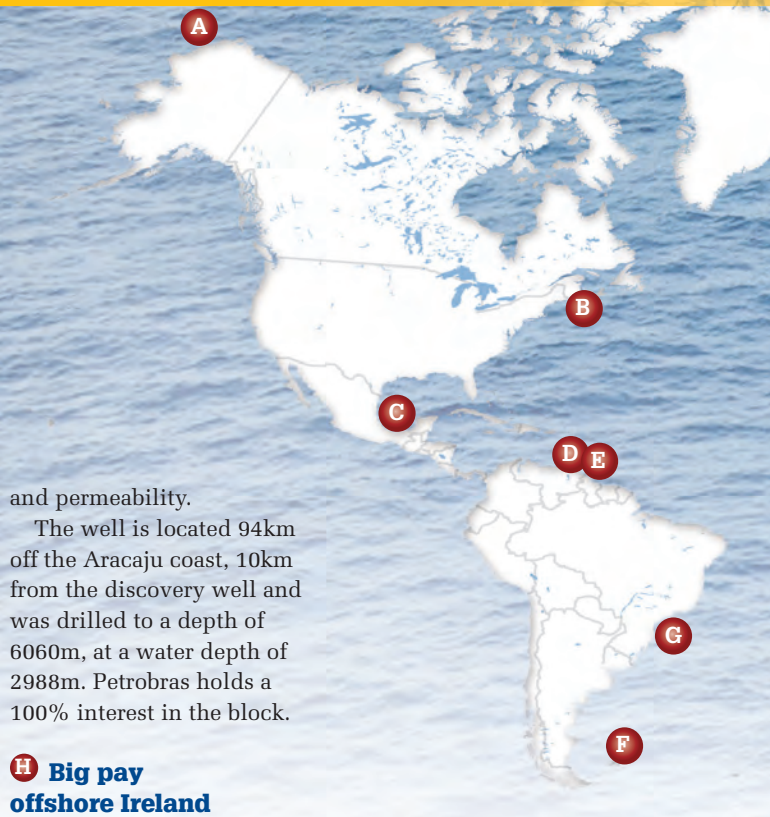 A
B
C
D E
and permeability.
The well is located 94km
off the Aracaju coast, 10km
from the discovery well and
was drilled to a depth of
6060m, at a water depth of
2988m. Petrobras holds a
100% interest in the block.
G
F
H Big pay
offshore Ireland